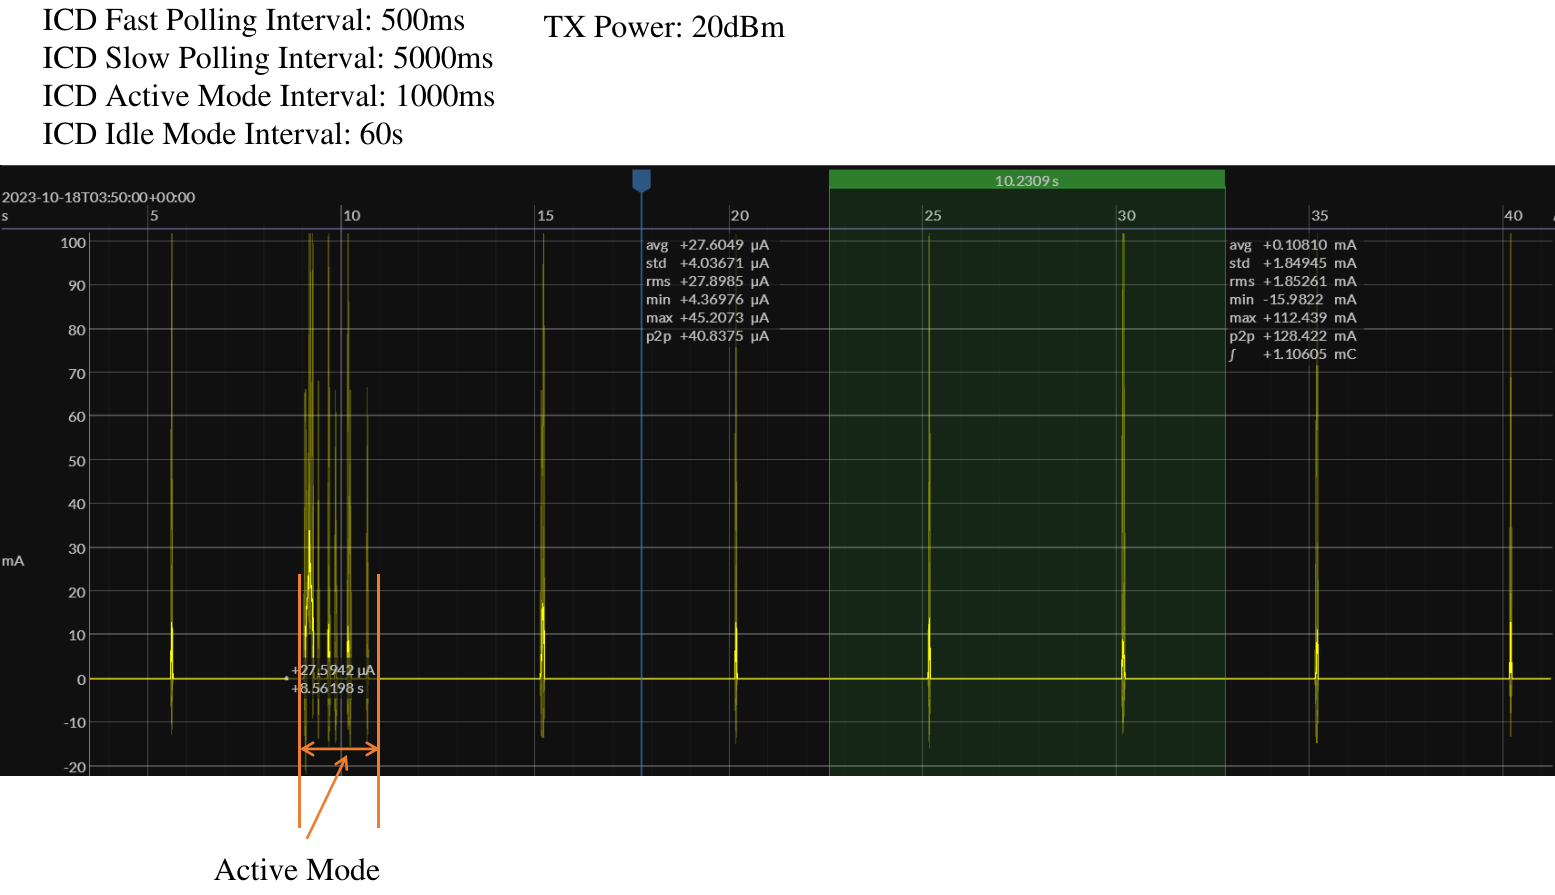 ICD Fast Polling Interval: 500ms
TX Power: 20dBm
ICD Slow Polling Interval: 5000ms
ICD Active Mode Interval: 1000ms
ICD Idle Mode Interval: 60s
10.2309 s
2023-10-18T03:50:00+00:00
s 5 10 15 20 25 30 35 40
100
90
80
70
60
50
40
30
mA
20
10
0
-10
-20
avg +27.6049 µA
std +4.03671 µA
rms +27.8985 µA
min +4.36976 µA
max +45.2073 µA
p2p +40.8375 µA
avg +0.10810 mA
std +1.84945 mA
rms +1.85261 mA
min -15.9822 mA
max +112.439 mA
p2p +128.422 mA
∫ +1.10605 mC
+27.5942 µA
+8.56198 s
Active Mode